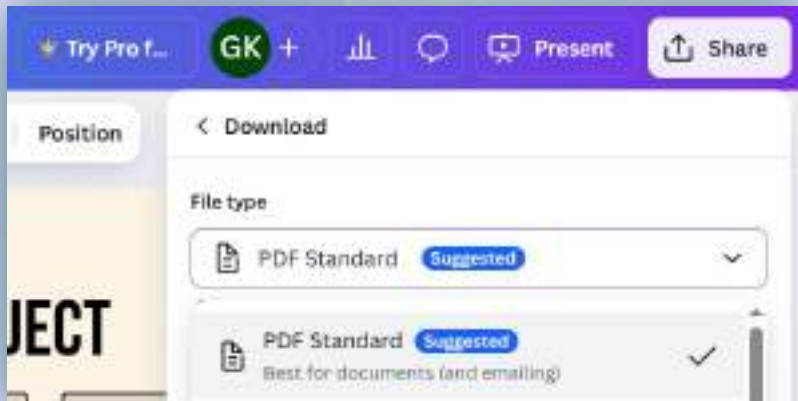 Try Pro f...
GK
Present
Share
Position
Download
File type
PDF Standard Suggested
JECT
PDF Standard Suggested
Best for documents (and emailing)